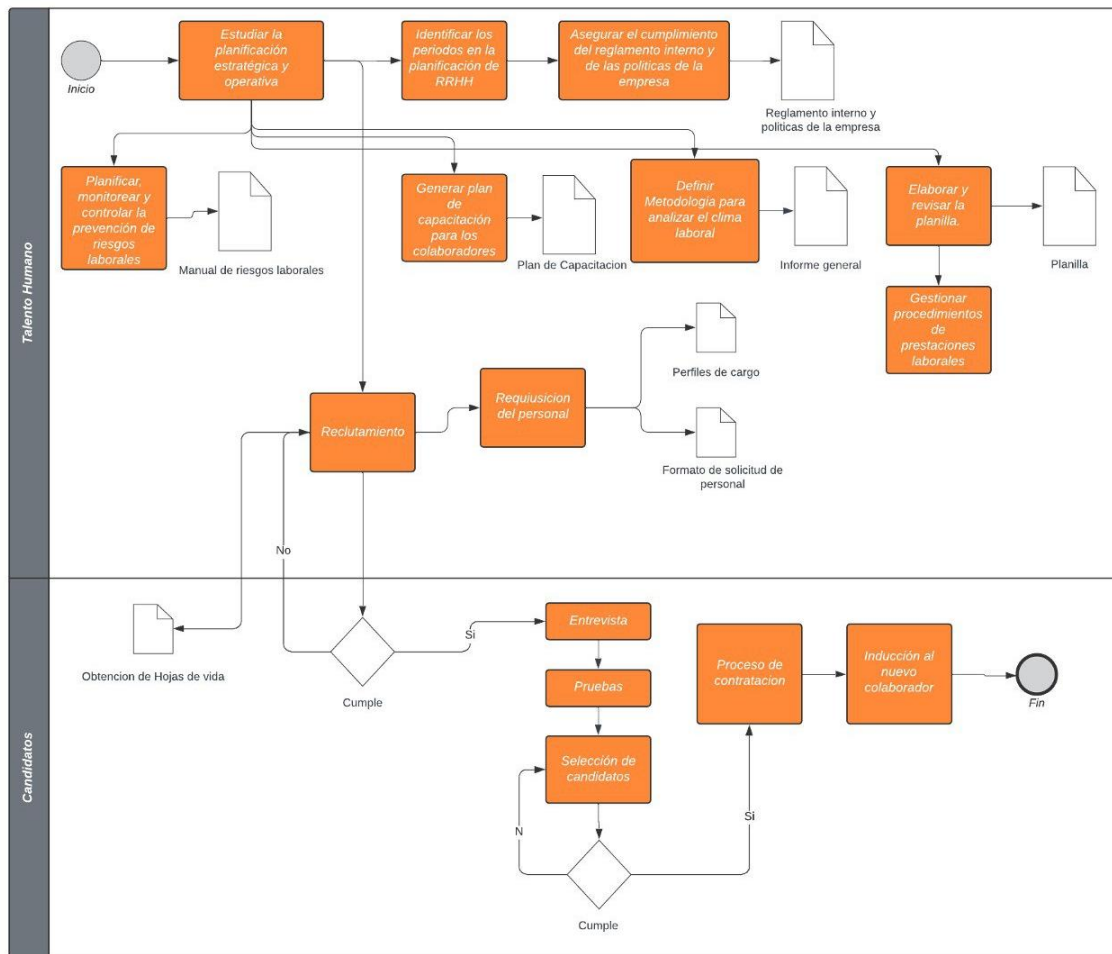 Talento Humano
Inicio
Estudiar la
planificación
estratégica y
operativa
Identificar los
periodos en la
planificación de
RRHH
Asegurar el cumplimiento
del reglamento interno y
de las politicas de la
empresa
Reglamento interno y
politicas de la empresa
Planificar,
monitorear y
controlar la
prevención de
riesgos
laborales
Manual de riesgos laborales
Generar plan
de
capacitación
para los
colaboradores
Plan de Capacitacion
Definir
Metodologia para
analizar el clima
laboral
Informe general
Elaborar y
revisar la
planilla.
Planilla
Gestionar
procedimientos
de
prestaciones
laborales
Reclutamiento
Requiusicion
del personal
Perfiles de cargo
Formato de solicitud de
personal
No
Candidatos
Obtencion de Hojas de vida
Cumple
Si
Entrevista
Pruebas
Selección de
candidatos
N
Cumple
Si
Proceso de
contratacion
Inducción al
nuevo
colaborador
Fin